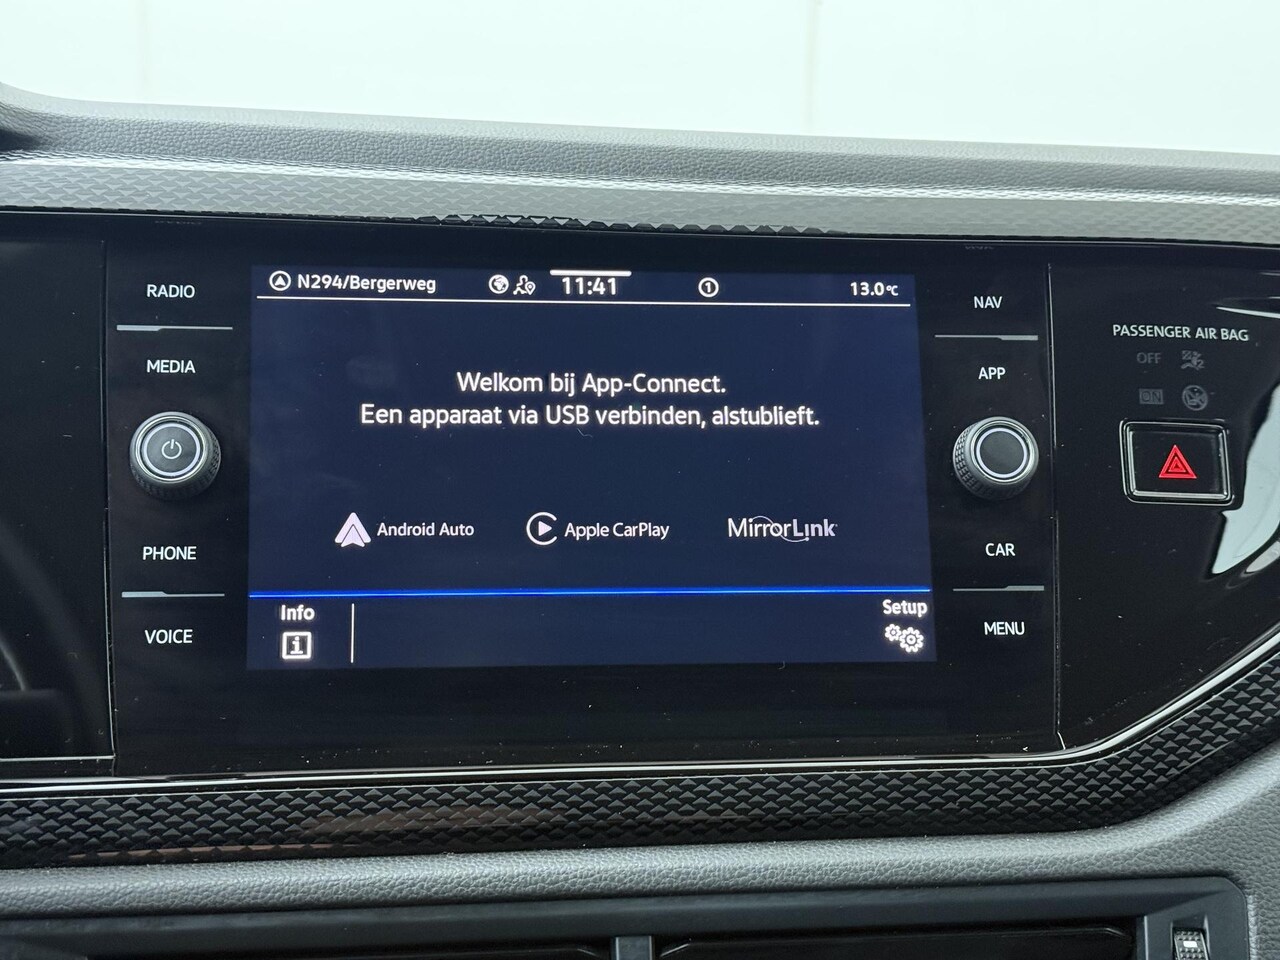 N294/Bergerweg 11:41 1 13.0°C
RADIO
NAV
PASSENGER AIR BAG
OFF
ON
MEDIA
APP
Welkom bij App-Connect.
Een apparaat via USB verbinden, alstublieft.
Android Auto Apple CarPlay MirrorLink
PHONE
CAR
Info Setup
VOICE
MENU